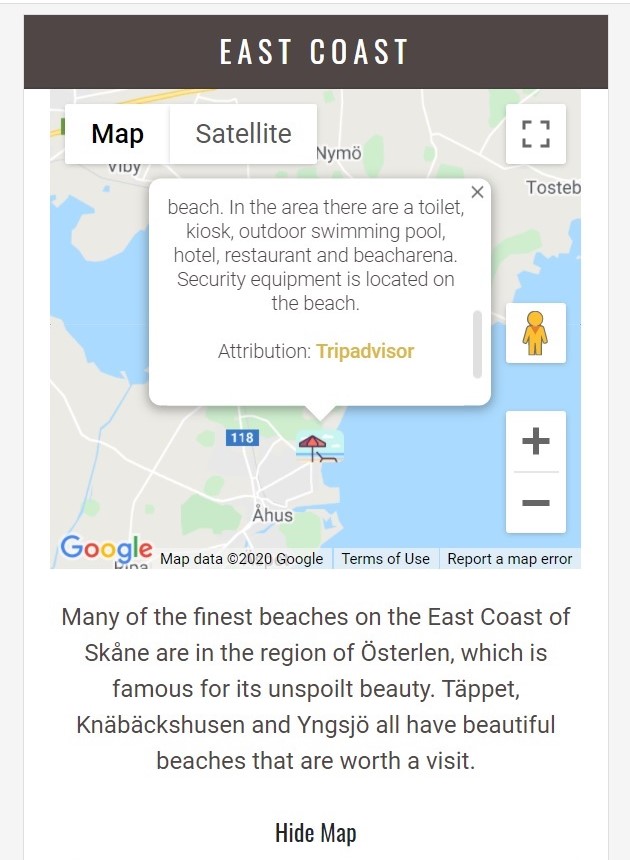 EAST COAST
Map
Satellite
Viby
Nymö
Tosteb
×
beach. In the area there are a toilet,
kiosk, outdoor swimming pool,
hotel, restaurant and beacharena.
Security equipment is located on
the beach.
Attribution: Tripadvisor
118
Åhus
Google
Map data ©2020 Google
Terms of Use
Report a map error
Many of the finest beaches on the East Coast of
Skåne are in the region of Österlen, which is
famous for its unspoilt beauty. Täppet,
Knäbäckshusen and Yngsjö all have beautiful
beaches that are worth a visit.
Hide Map